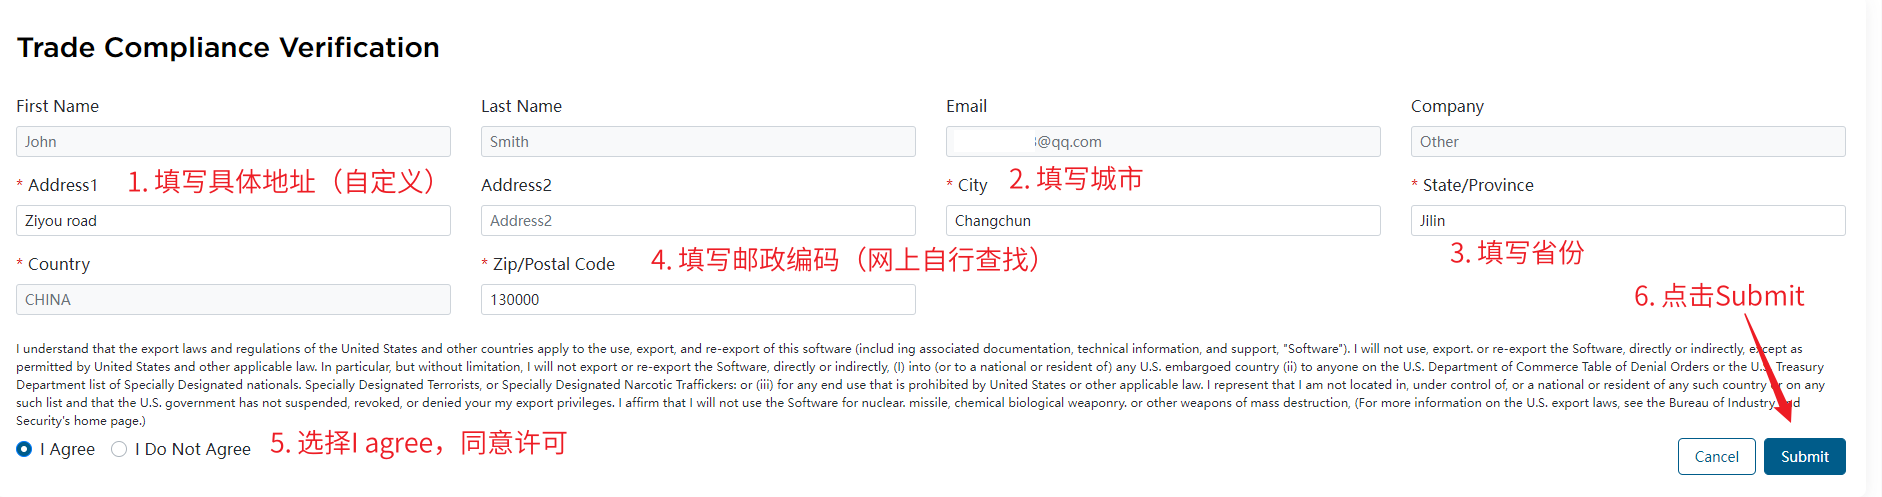 Trade Compliance Verification
First Name
Last Name
Email
Company
John
Smith
3@qq.com
Other
* Address1
1. 填写具体地址（自定义）
Address2
* City
2. 填写城市
* State/Province
Ziyou road
Address2
Changchun
Jilin
* Country
* Zip/Postal Code
4. 填写邮政编码（网上自行查找）
3. 填写省份
CHINA
130000
6. 点击Submit
I understand that the export laws and regulations of the United States and other countries apply to the use, export, and re-export of this software (includ ing associated documentation, technical information, and support, "Software"). I will not use, export. or re-export the Software, directly or indirectly, except as
permitted by United States and other applicable law. In particular, but without limitation, I will not export or re-export the Software, directly or indirectly, (I) into (or to a national or resident of) any U.S. embargoed country (ii) to anyone on the U.S. Department of Commerce Table of Denial Orders or the U.S. Treasury
Department list of Specially Designated nationals. Specially Designated Terrorists, or Specially Designated Narcotic Traffickers: or (iii) for any end use that is prohibited by United States or other applicable law. I represent that I am not located in, under control of, or a national or resident of any such country or on any
such list and that the U.S. government has not suspended, revoked, or denied your my export privileges. I affirm that I will not use the Software for nuclear. missile, chemical biological weaponry. or other weapons of mass destruction, (For more information on the U.S. export laws, see the Bureau of Industry and
Security's home page.)
I Agree
I Do Not Agree
5. 选择I agree，同意许可
Cancel
Submit